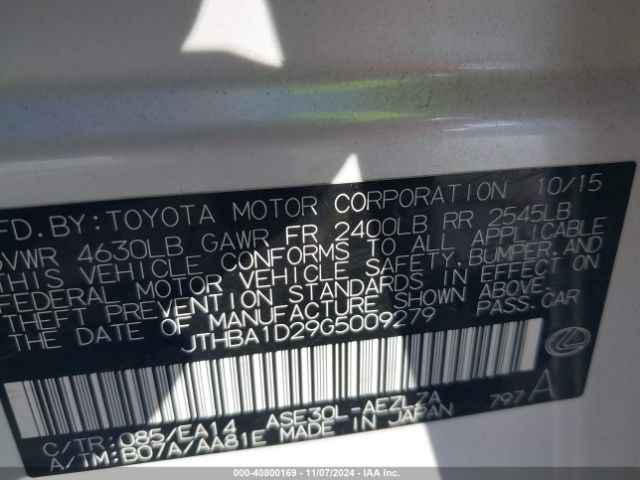 MFD.BY:TOYOTA MOTOR CORPORATION 10/15
GVWR 4630LB GAWR FR 2400LB RR 2545LB
THIS VEHICLE CONFORMS TO ALL APPLICABLE
FEDERAL MOTOR VEHICLE SAFETY,BUMPER,AND
THEFT PREVENTION STANDARDS IN EFFECT ON
THE DATE OF MANUFACTURE SHOWN ABOVE.
JTHBA1D29G5009279 PASS.CAR
C/TR:085/EA14 ASE30L-AEZLZA 797 A
A/TM:B07A/AA81E MADE IN JAPAN
000-40800169 - 11/07/2024 - IAA Inc.